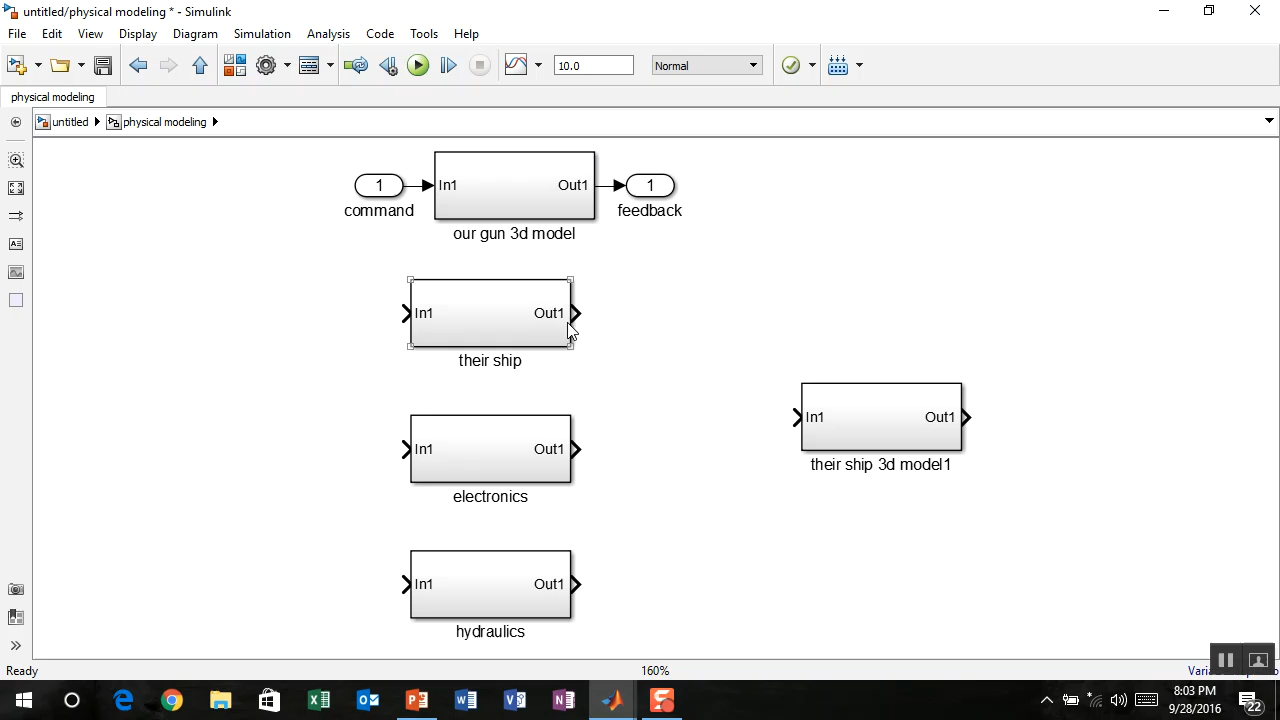 untitled/physical modeling * - Simulink
File Edit View Display Diagram Simulation Analysis Code Tools Help
10.0 Normal
physical modeling
untitled physical modeling
1 In1 Out1 1
command feedback
our gun 3d model
In1 Out1
their ship
In1 Out1
their ship 3d model1
In1 Out1
electronics
In1 Out1
hydraulics
Ready 160%
8:03 PM
9/28/2016
22